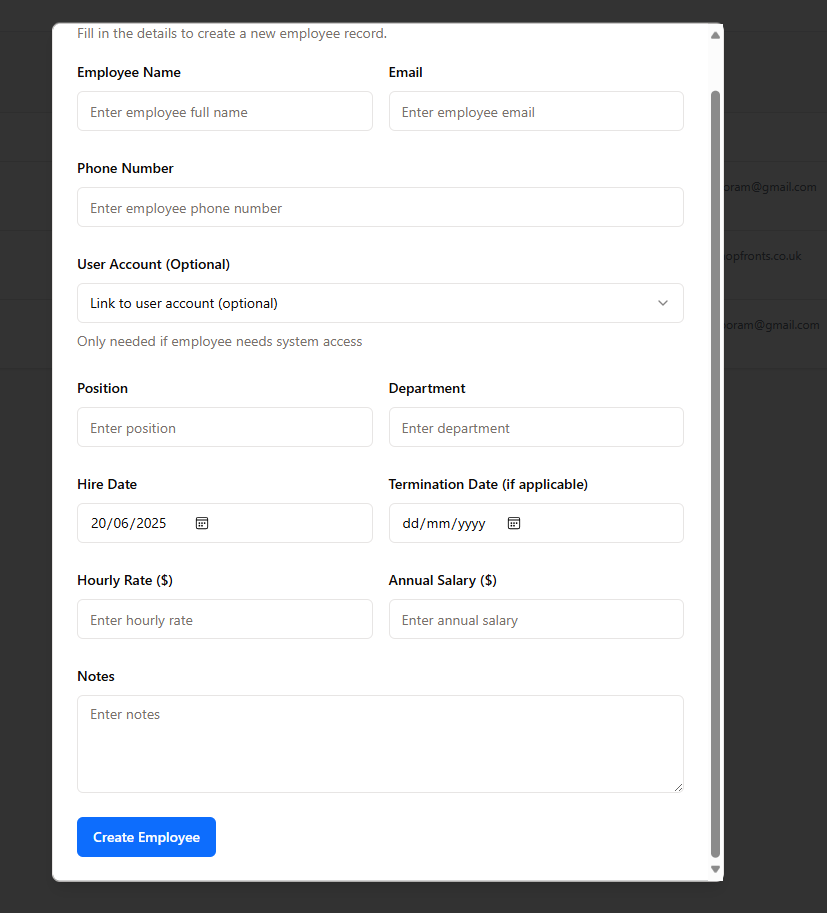 Fill in the details to create a new employee record.
Employee Name
Email
Enter employee full name
Enter employee email
Phone Number
Enter employee phone number
User Account (Optional)
Link to user account (optional)
Only needed if employee needs system access
Position
Department
Enter position
Enter department
Hire Date
Termination Date (if applicable)
20/06/2025
dd/mm/yyyy
Hourly Rate ($)
Annual Salary ($)
Enter hourly rate
Enter annual salary
Notes
Enter notes
Create Employee
oram@gmail.com
opfronts.co.uk
oram@gmail.com